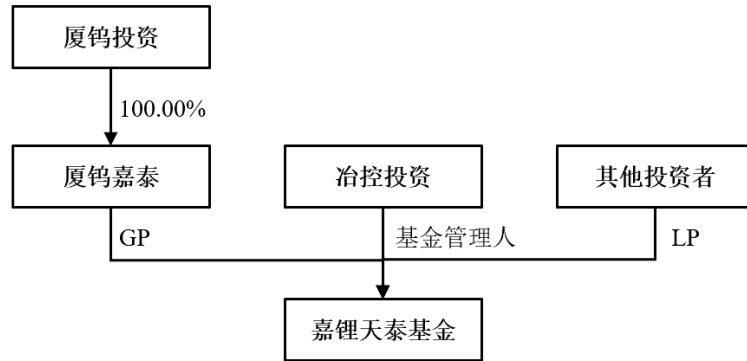 厦钨投资
100.00%
厦钨嘉泰
冶控投资
其他投资者
GP
基金管理人
LP
嘉锂天泰基金